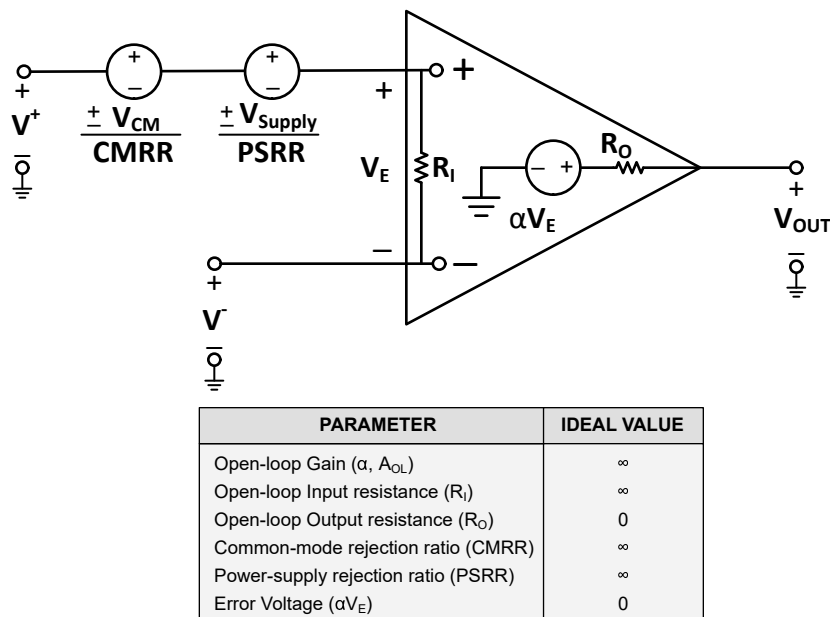 + − + −
+ V⁺ − ± V_CM / CMRR
± V_Supply / PSRR
+ V_E −
+ R_I −
− + αV_E
R_O
+ V_OUT −
+ V⁻ −
PARAMETER IDEAL VALUE
Open-loop Gain (α, A_OL) ∞
Open-loop Input resistance (R_I) ∞
Open-loop Output resistance (R_O) 0
Common-mode rejection ratio (CMRR) ∞
Power-supply rejection ratio (PSRR) ∞
Error Voltage (αV_E) 0